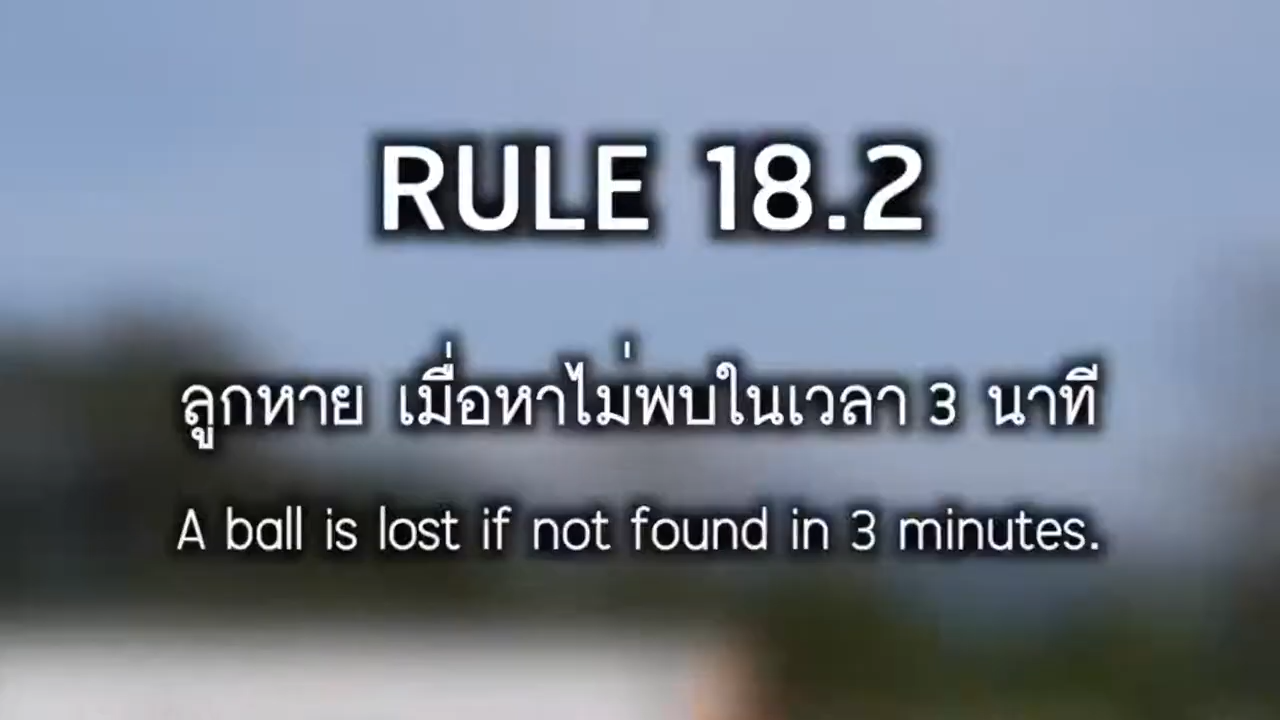 RULE 18.2
ลูกหาย เมื่อหาไม่พบในเวลา 3 นาที
A ball is lost if not found in 3 minutes.